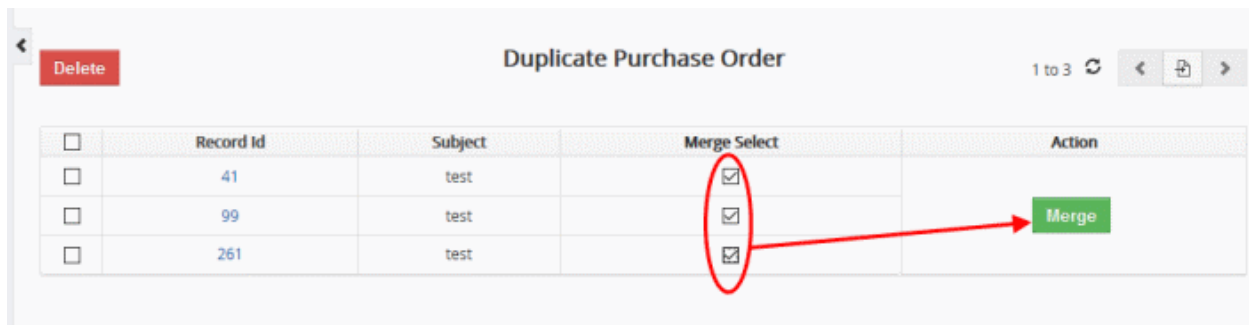 Delete
Duplicate Purchase Order
1 to 3
Record Id Subject Merge Select Action
41 test
99 test Merge
261 test